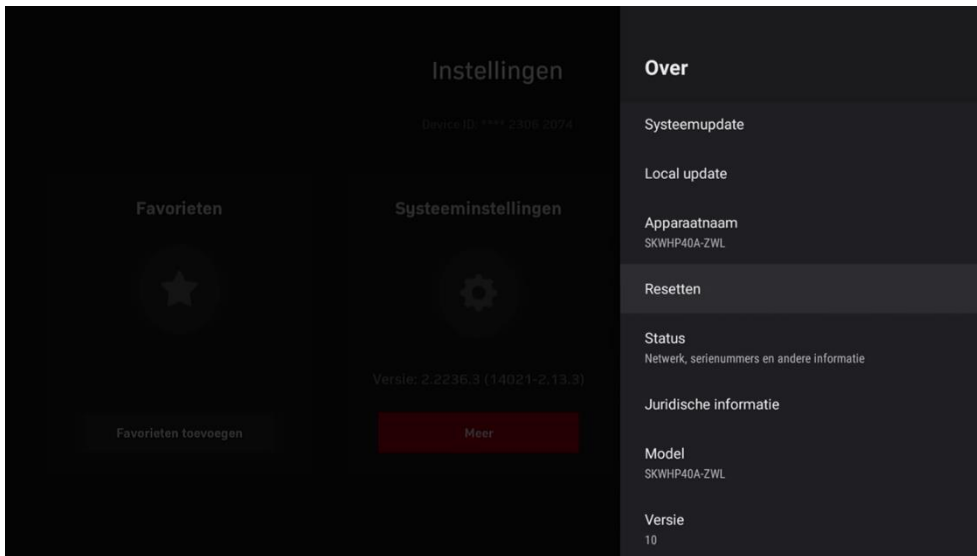 Instellingen
Device ID: **** 2306 2074
Favorieten
Systeeminstellingen
Versie: 2.2236.3 (14021-2.13.3)
Favorieten toevoegen
Meer
Over
Systeemupdate
Local update
Apparaatnaam
SKWHP40A-ZWL
Resetten
Status
Netwerk, serienummers en andere informatie
Juridische informatie
Model
SKWHP40A-ZWL
Versie
10